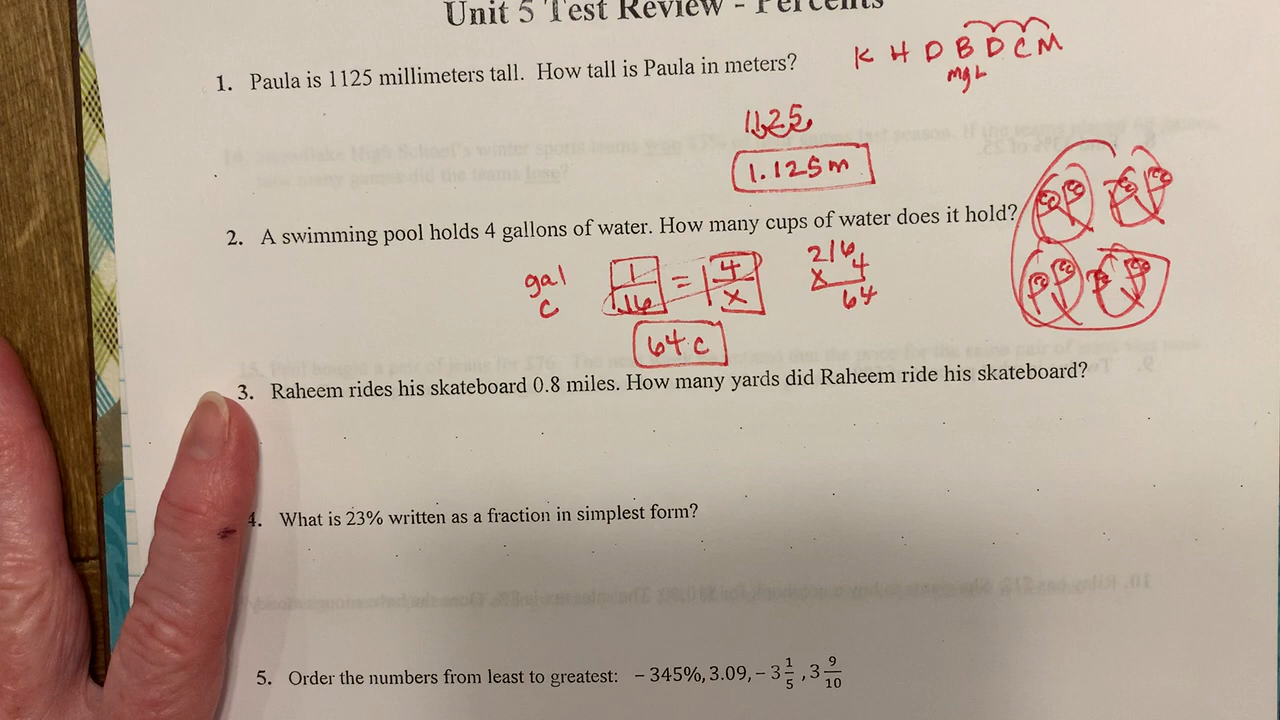 Unit 5 Test Review - Percents
1. Paula is 1125 millimeters tall. How tall is Paula in meters?
K H D B D C M
mgL
1125
1.125m
2. A swimming pool holds 4 gallons of water. How many cups of water does it hold?
gal 1/16 = 4/x
c
216
x 4
64
64 c
3. Raheem rides his skateboard 0.8 miles. How many yards did Raheem ride his skateboard?
4. What is 23% written as a fraction in simplest form?
5. Order the numbers from least to greatest: − 345%, 3.09, − 3 1/5 , 3 9/10